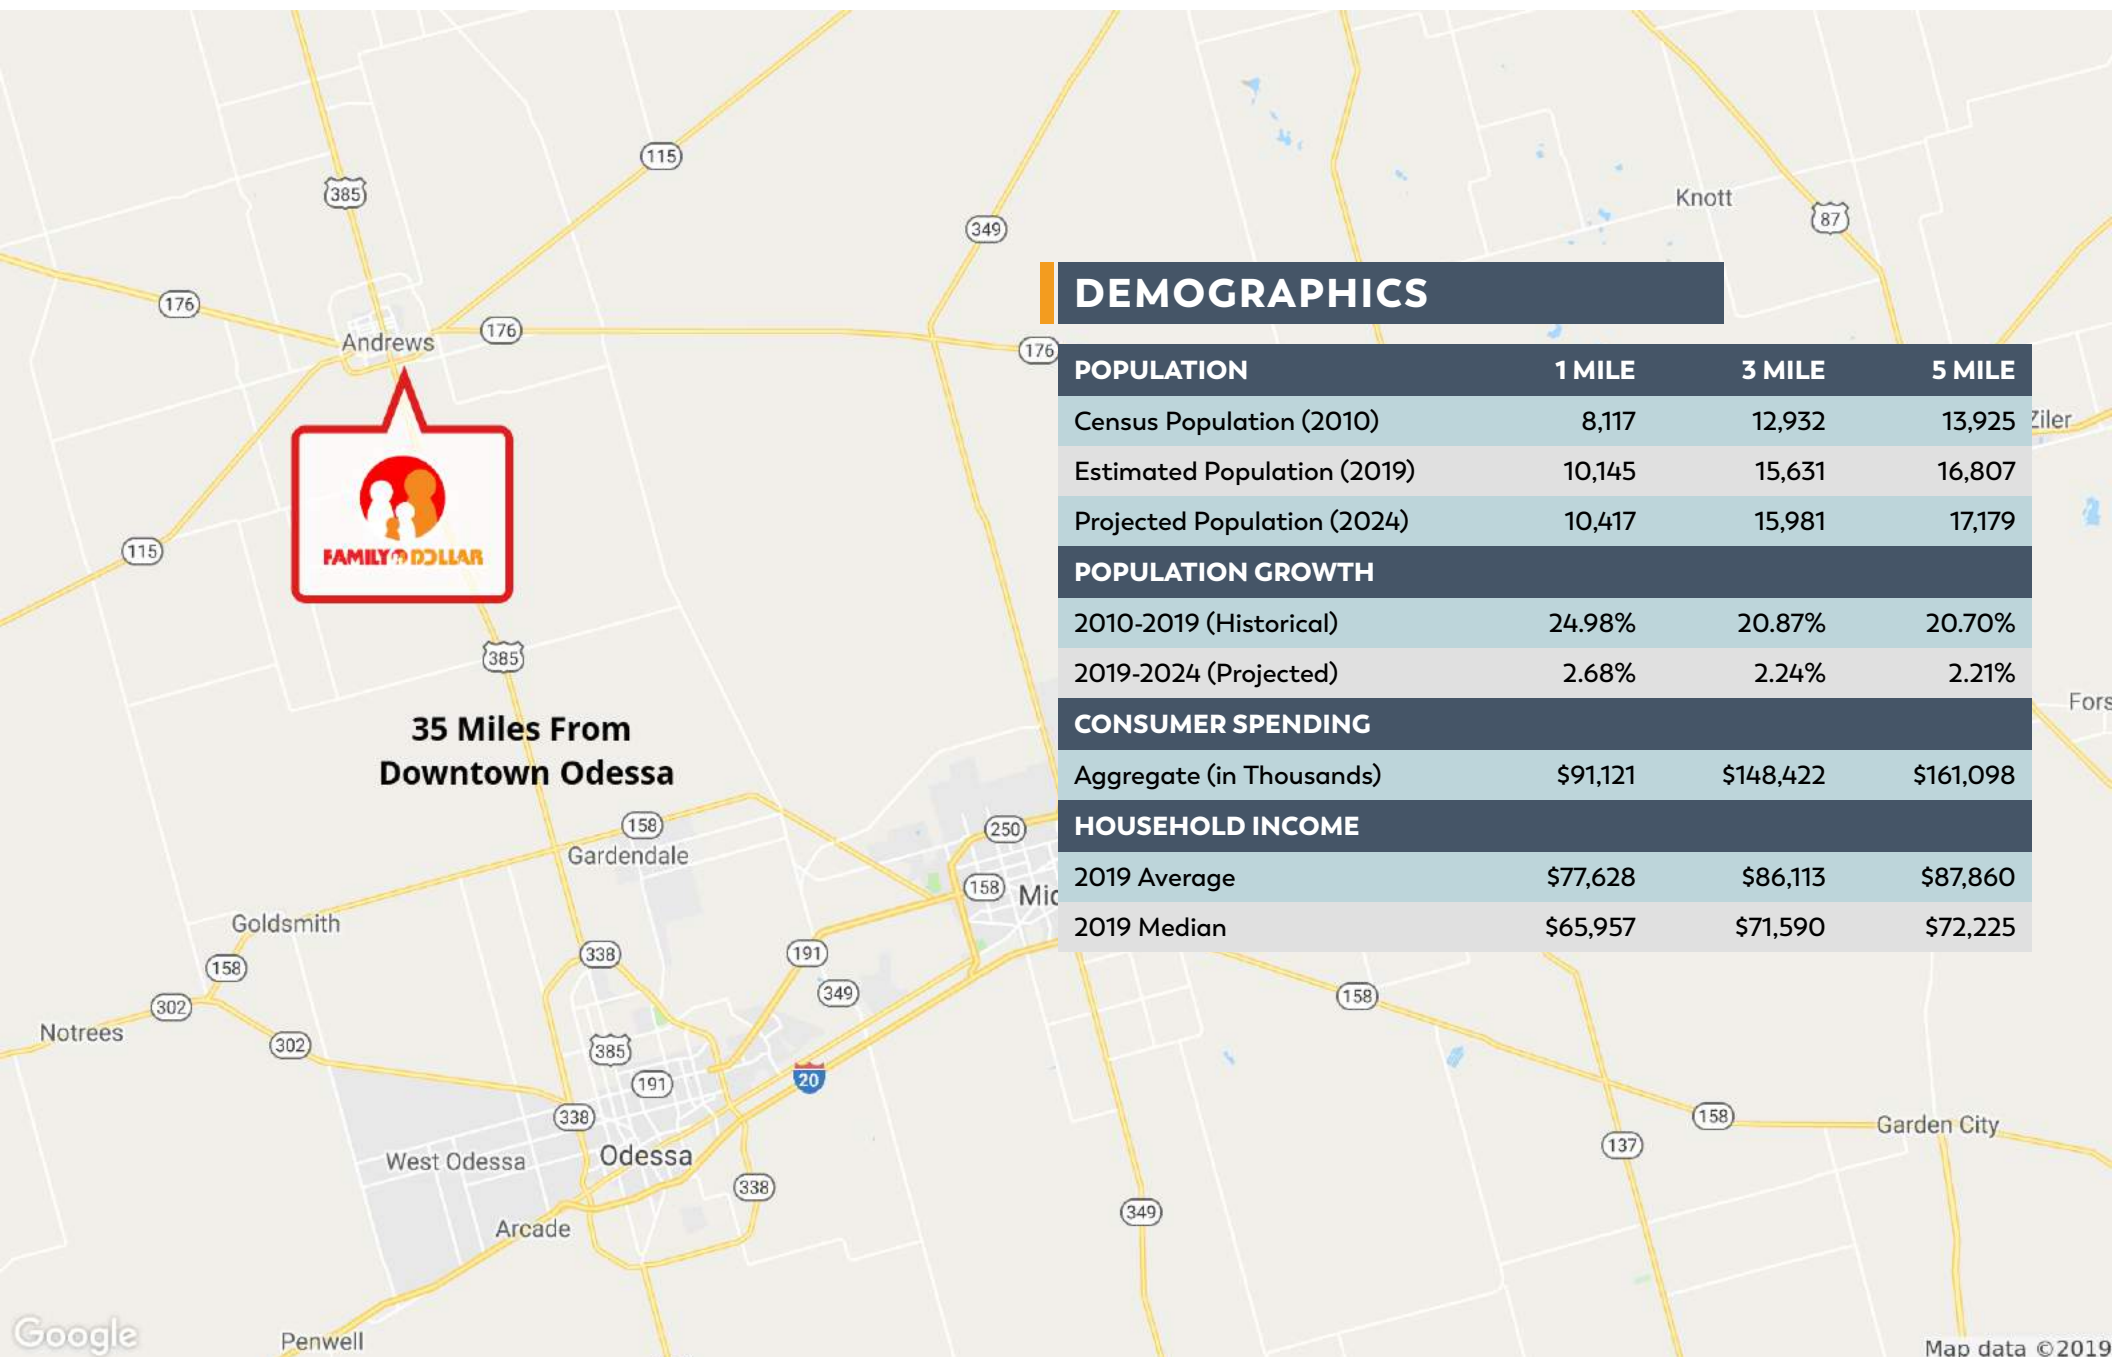 115
385
Knott
349
87
176
Andrews
176
176
DEMOGRAPHICS
POPULATION 1 MILE 3 MILE 5 MILE
Census Population (2010) 8,117 12,932 13,925
Estimated Population (2019) 10,145 15,631 16,807
Projected Population (2024) 10,417 15,981 17,179
POPULATION GROWTH
2010-2019 (Historical) 24.98% 20.87% 20.70%
2019-2024 (Projected) 2.68% 2.24% 2.21%
CONSUMER SPENDING
Aggregate (in Thousands) $91,121 $148,422 $161,098
HOUSEHOLD INCOME
2019 Average $77,628 $86,113 $87,860
2019 Median $65,957 $71,590 $72,225
Ziler
Fors
FAMILY DOLLAR
115
385
35 Miles From
Downtown Odessa
158
Gardendale
250
158
Mid
Goldsmith
158
338
191
349
302
Notrees
302
385
191
20
338
West Odessa
Odessa
338
Arcade
158
158
Garden City
137
349
Google
Penwell
Map data ©2019